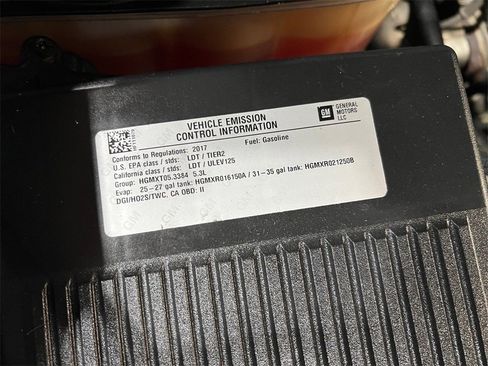 VEHICLE EMISSION
CONTROL INFORMATION
GM
GENERAL
MOTORS
LLC
Conforms to Regulations: 2017 Fuel: Gasoline
U.S. EPA class / stds: LDT / TIER2
California class / stds: LDT / ULEV125
Group: HGMXT05.3384 5.3L
Evap: 25-27 gal tank: HGMXR016150A / 31-35 gal tank: HGMXR021250B
DGI/HO2S/TWC, CA OBD: II